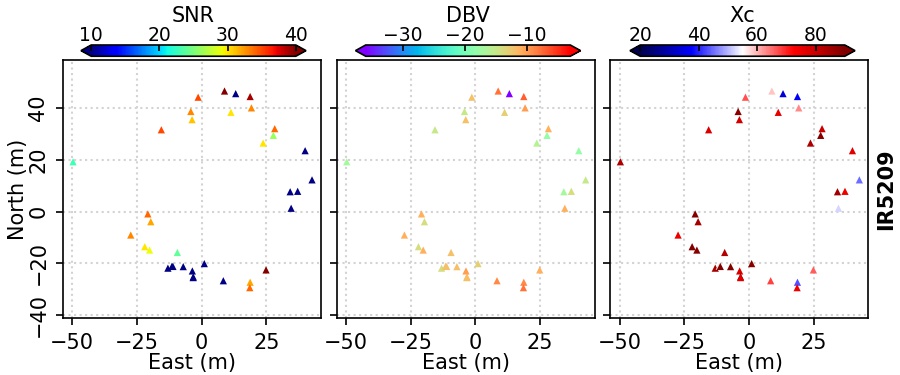 SNR DBV Xc
10 20 30 40 −30 −20 −10 20 40 60 80
North (m)
40
20
0
−20
−40
−50 −25 0 25 −50 −25 0 25 −50 −25 0 25
East (m) East (m) East (m)
IR5209